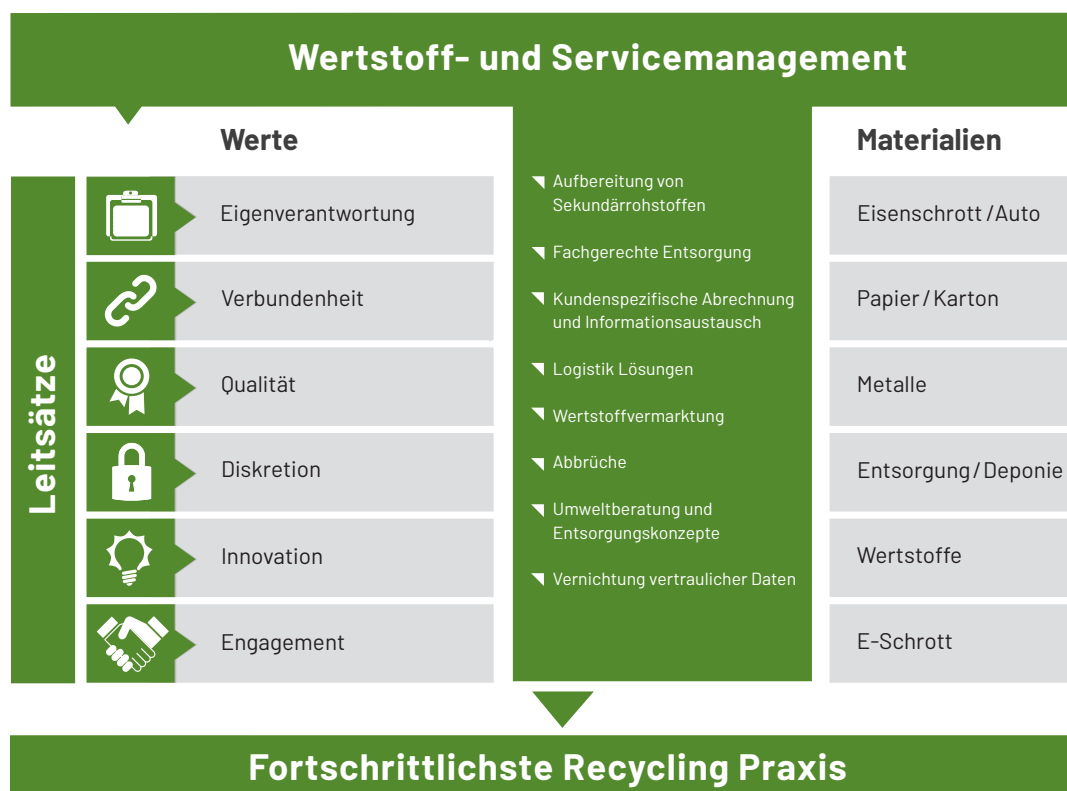 Wertstoff- und Servicemanagement
Werte
Leitsätze
Eigenverantwortung
Verbundenheit
Qualität
Diskretion
Innovation
Engagement
Aufbereitung von
Sekundärrohstoffen
Fachgerechte Entsorgung
Kundenspezifische Abrechnung
und Informationsaustausch
Logistik Lösungen
Wertstoffvermarktung
Abbrüche
Umweltberatung und
Entsorgungskonzepte
Vernichtung vertraulicher Daten
Materialien
Eisenschrott/Auto
Papier/Karton
Metalle
Entsorgung/Deponie
Wertstoffe
E-Schrott
Fortschrittlichste Recycling Praxis